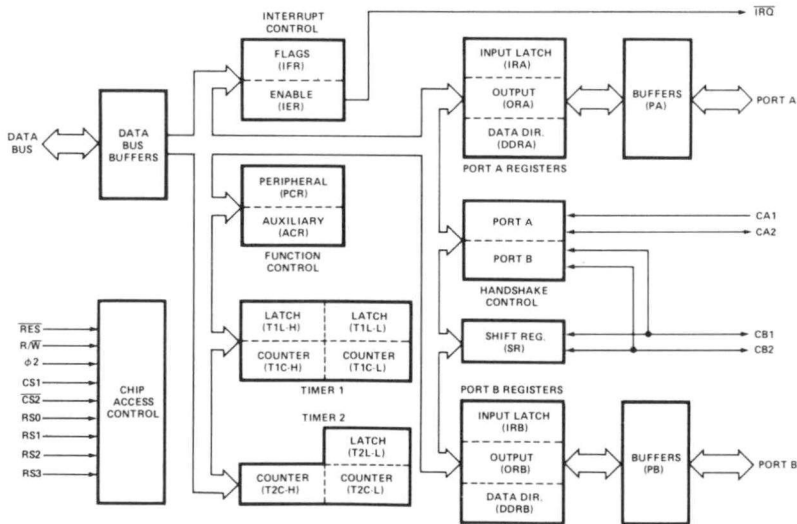 INTERRUPT
CONTROL
FLAGS
(IFR)
ENABLE
(IER)
IRQ
INPUT LATCH
(IRA)
OUTPUT
(ORA)
DATA DIR.
(DDRA)
PORT A REGISTERS
BUFFERS
(PA)
PORT A
DATA
BUS
DATA
BUS
BUFFERS
PERIPHERAL
(PCR)
AUXILIARY
(ACR)
FUNCTION
CONTROL
PORT A
PORT B
HANDSHAKE
CONTROL
CA1
CA2
LATCH
(T1L-H)
LATCH
(T1L-L)
COUNTER
(T1C-H)
COUNTER
(T1C-L)
TIMER 1
SHIFT REG.
(SR)
CB1
CB2
RES
R/W
ϕ2
CS1
CS2
RS0
RS1
RS2
RS3
CHIP
ACCESS
CONTROL
TIMER 2
LATCH
(T2L-L)
COUNTER
(T2C-H)
COUNTER
(T2C-L)
PORT B REGISTERS
INPUT LATCH
(IRB)
OUTPUT
(ORB)
DATA DIR.
(DDRB)
BUFFERS
(PB)
PORT B